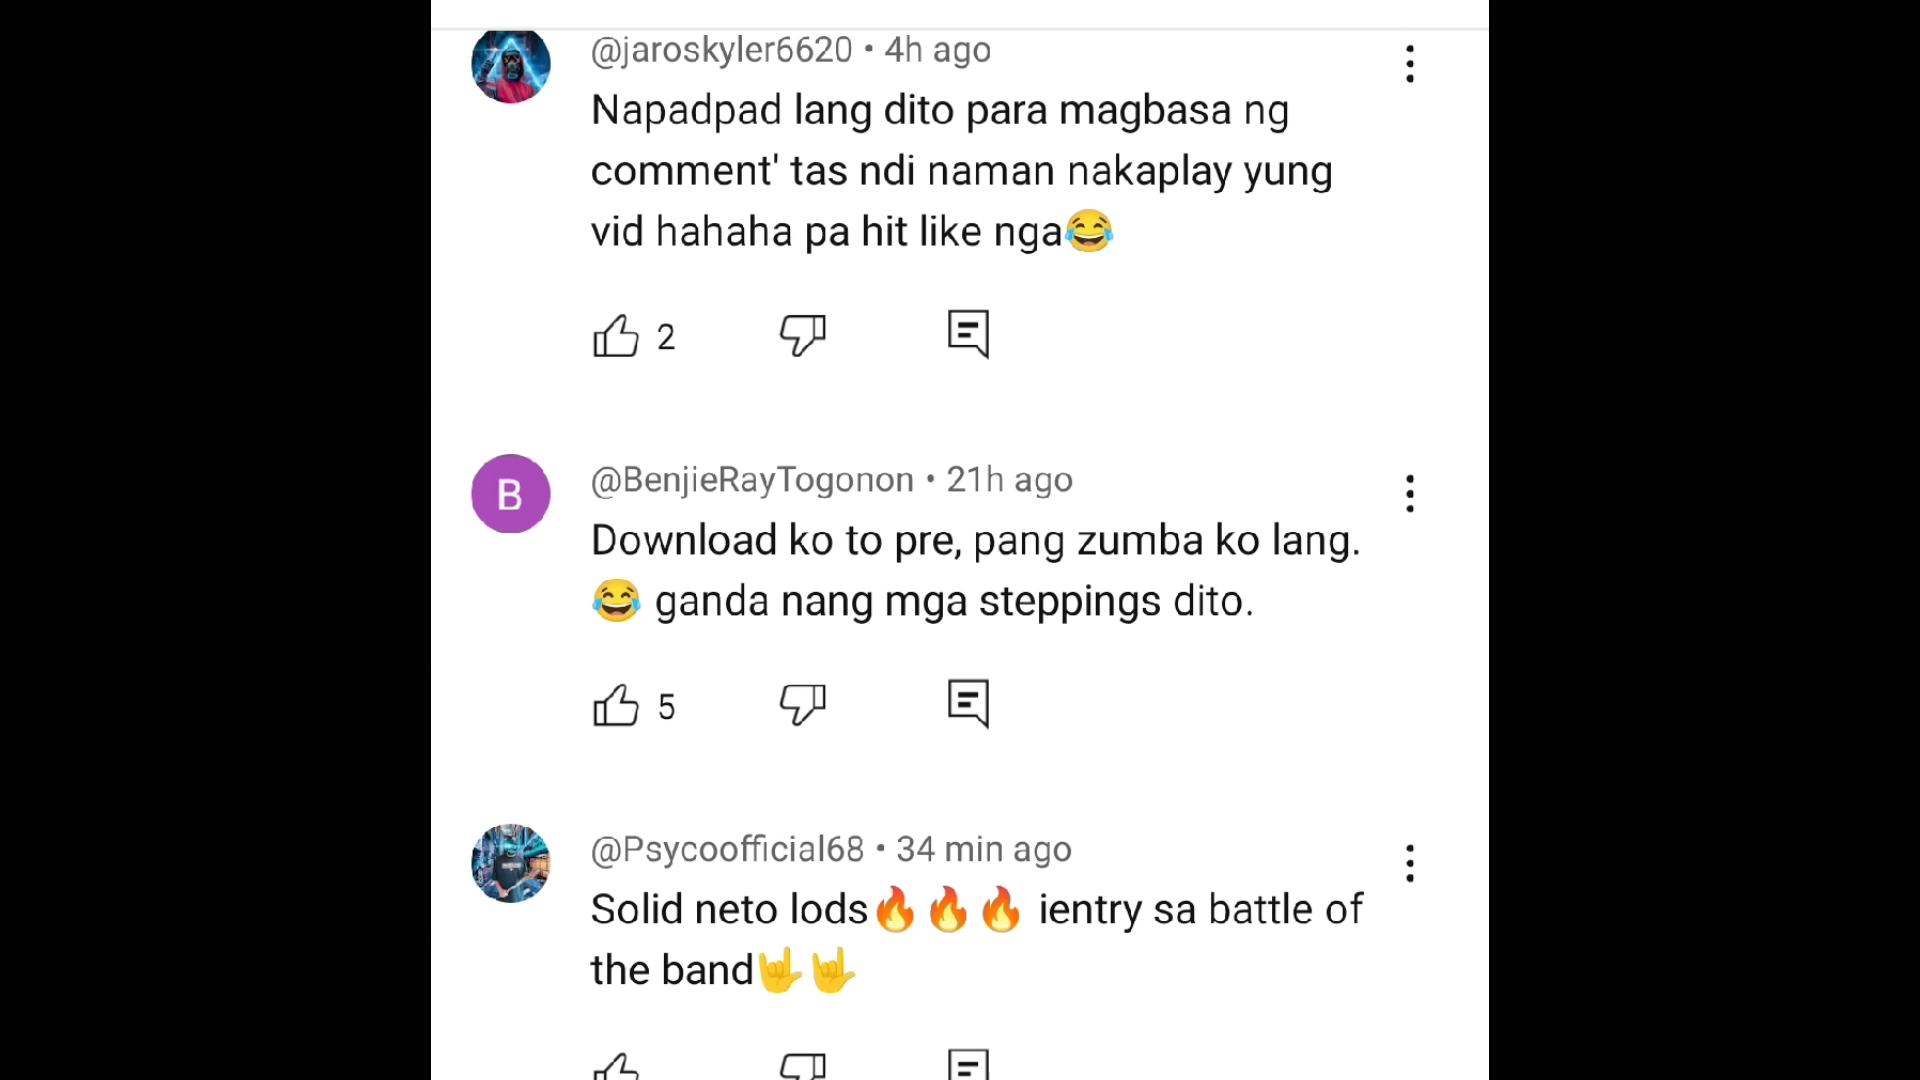 @jaroskyler6620 • 4h ago
Napadpad lang dito para magbasa ng
comment' tas ndi naman nakaplay yung
vid hahaha pa hit like nga😂
2
B
@BenjieRayTogonon • 21h ago
Download ko to pre, pang zumba ko lang.
😂 ganda nang mga steppings dito.
5
@Psycoofficial68 • 34 min ago
Solid neto lods🔥🔥🔥 ientry sa battle of
the band🤟🤟